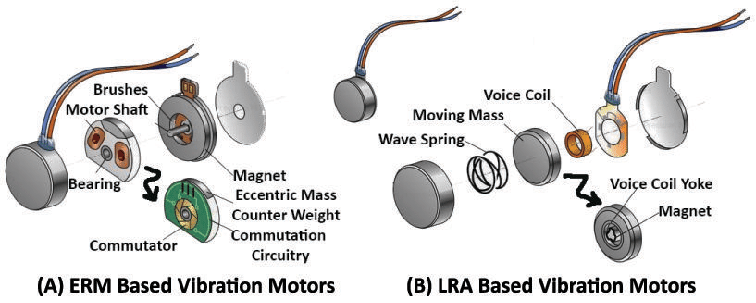 Brushes
Motor Shaft
Bearing
Magnet
Eccentric Mass
Counter Weight
Commutation
Circuitry
Commutator
(A) ERM Based Vibration Motors
Voice Coil
Moving Mass
Wave Spring
Voice Coil Yoke
Magnet
(B) LRA Based Vibration Motors